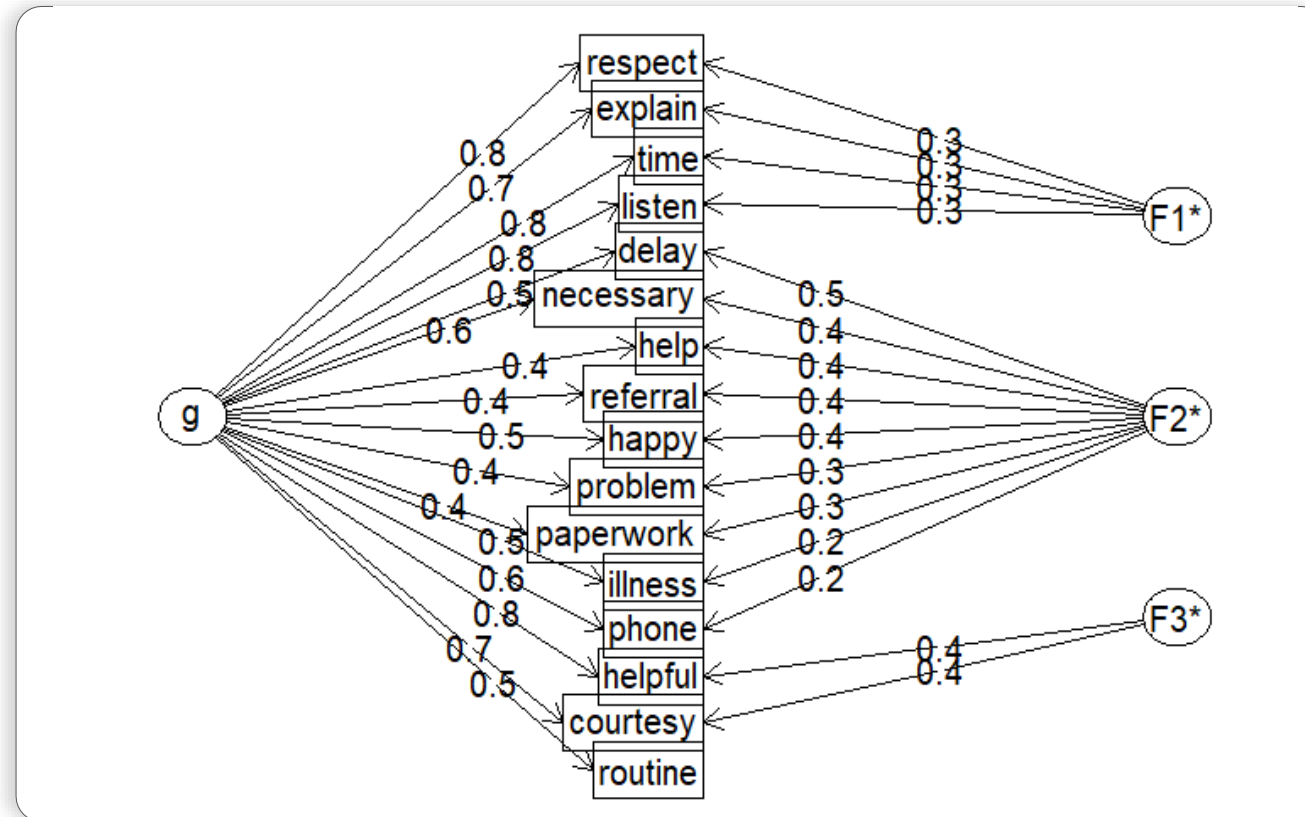 respect
explain
time
listen
delay
necessary
help
referral
happy
problem
paperwork
illness
phone
helpful
courtesy
routine
g
0.8
0.7
0.8
0.8
0.5
0.6
0.4
0.4
0.5
0.4
0.4
0.5
0.6
0.8
0.7
0.5
0.3
0.3
0.3
0.3
0.5
0.4
0.4
0.4
0.4
0.3
0.3
0.2
0.2
0.4
0.4
F1*
F2*
F3*